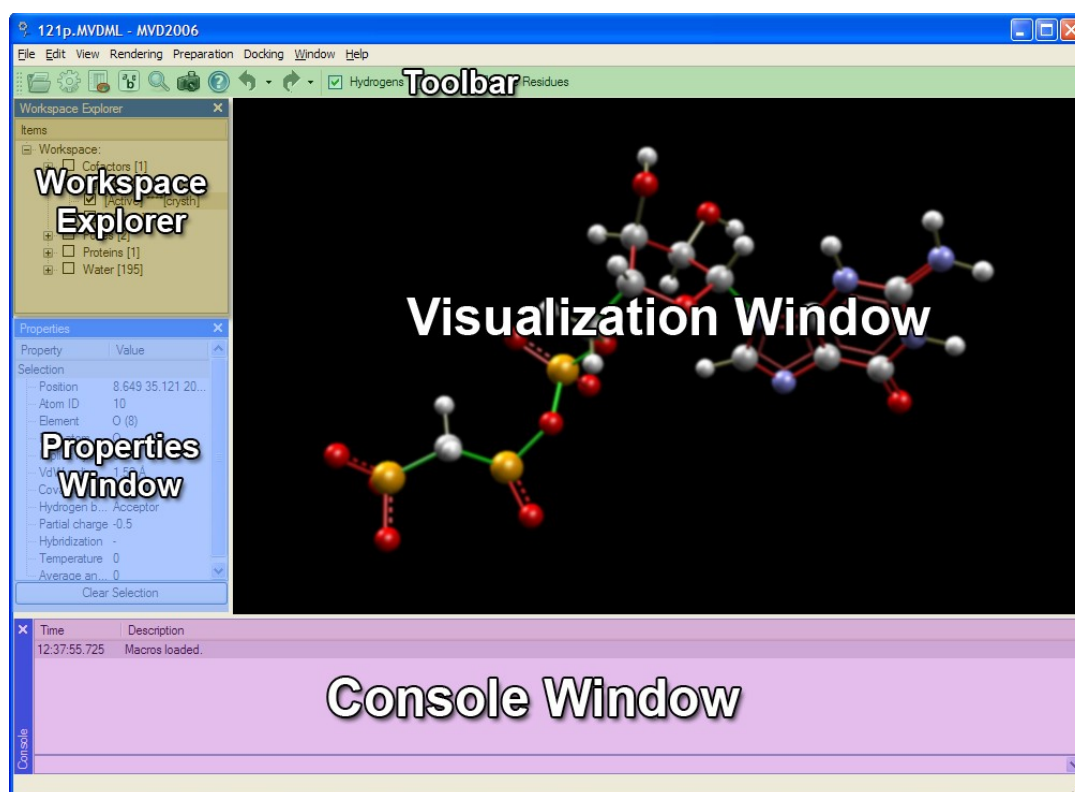 121p.MVDML - MVD2006
File Edit View Rendering Preparation Docking Window Help
Hydrogens Toolbar Residues
Workspace Explorer
Items
Workspace:
Cofactors [1]
[Active] [crysth]
Workspace
Explorer
[2]
Proteins [1]
Water [195]
Visualization Window
Properties
Property Value
Selection
Position 8.649 35.121 20...
Atom ID 10
Element O (8)
Properties
Window
Hydrogen b... Acceptor
Partial charge -0.5
Hybridization -
Temperature 0
Average an... 0
Clear Selection
Time Description
12:37:55.725 Macros loaded.
Console Window
Console